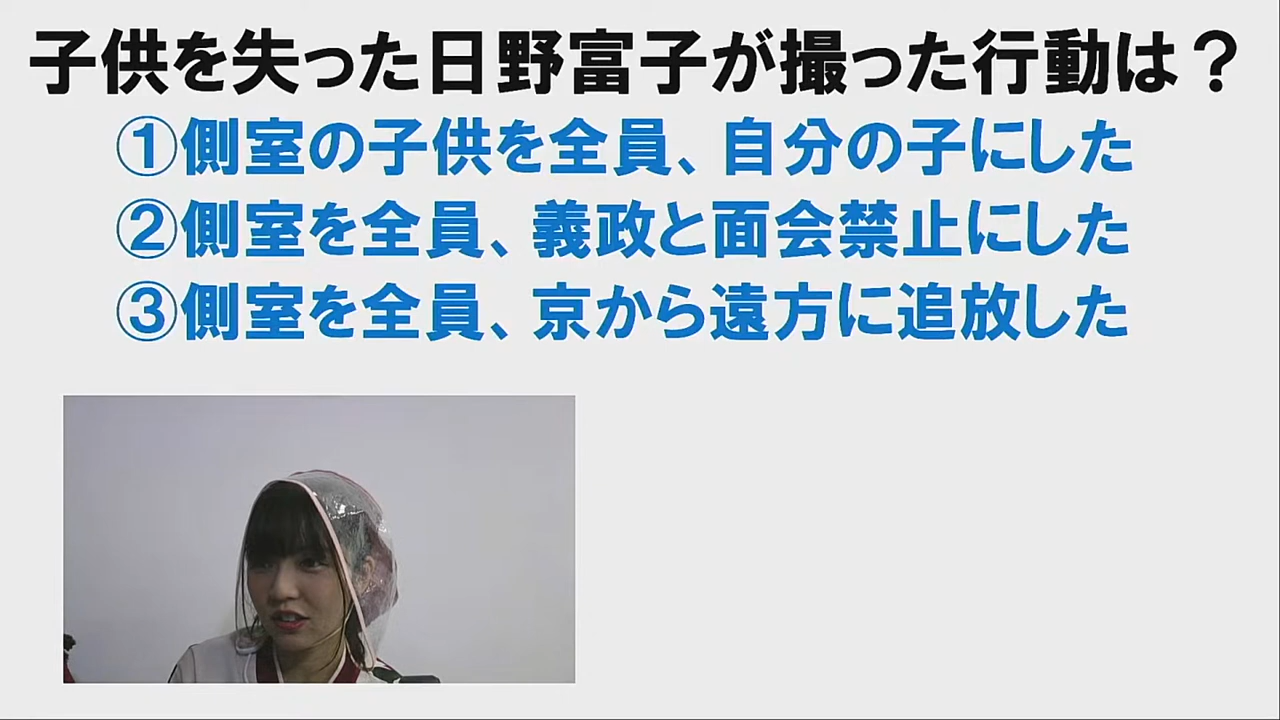 子供を失った日野富子が撮った行動は？
①側室の子供を全員、自分の子にした
②側室を全員、義政と面会禁止にした
③側室を全員、京から遠方に追放した